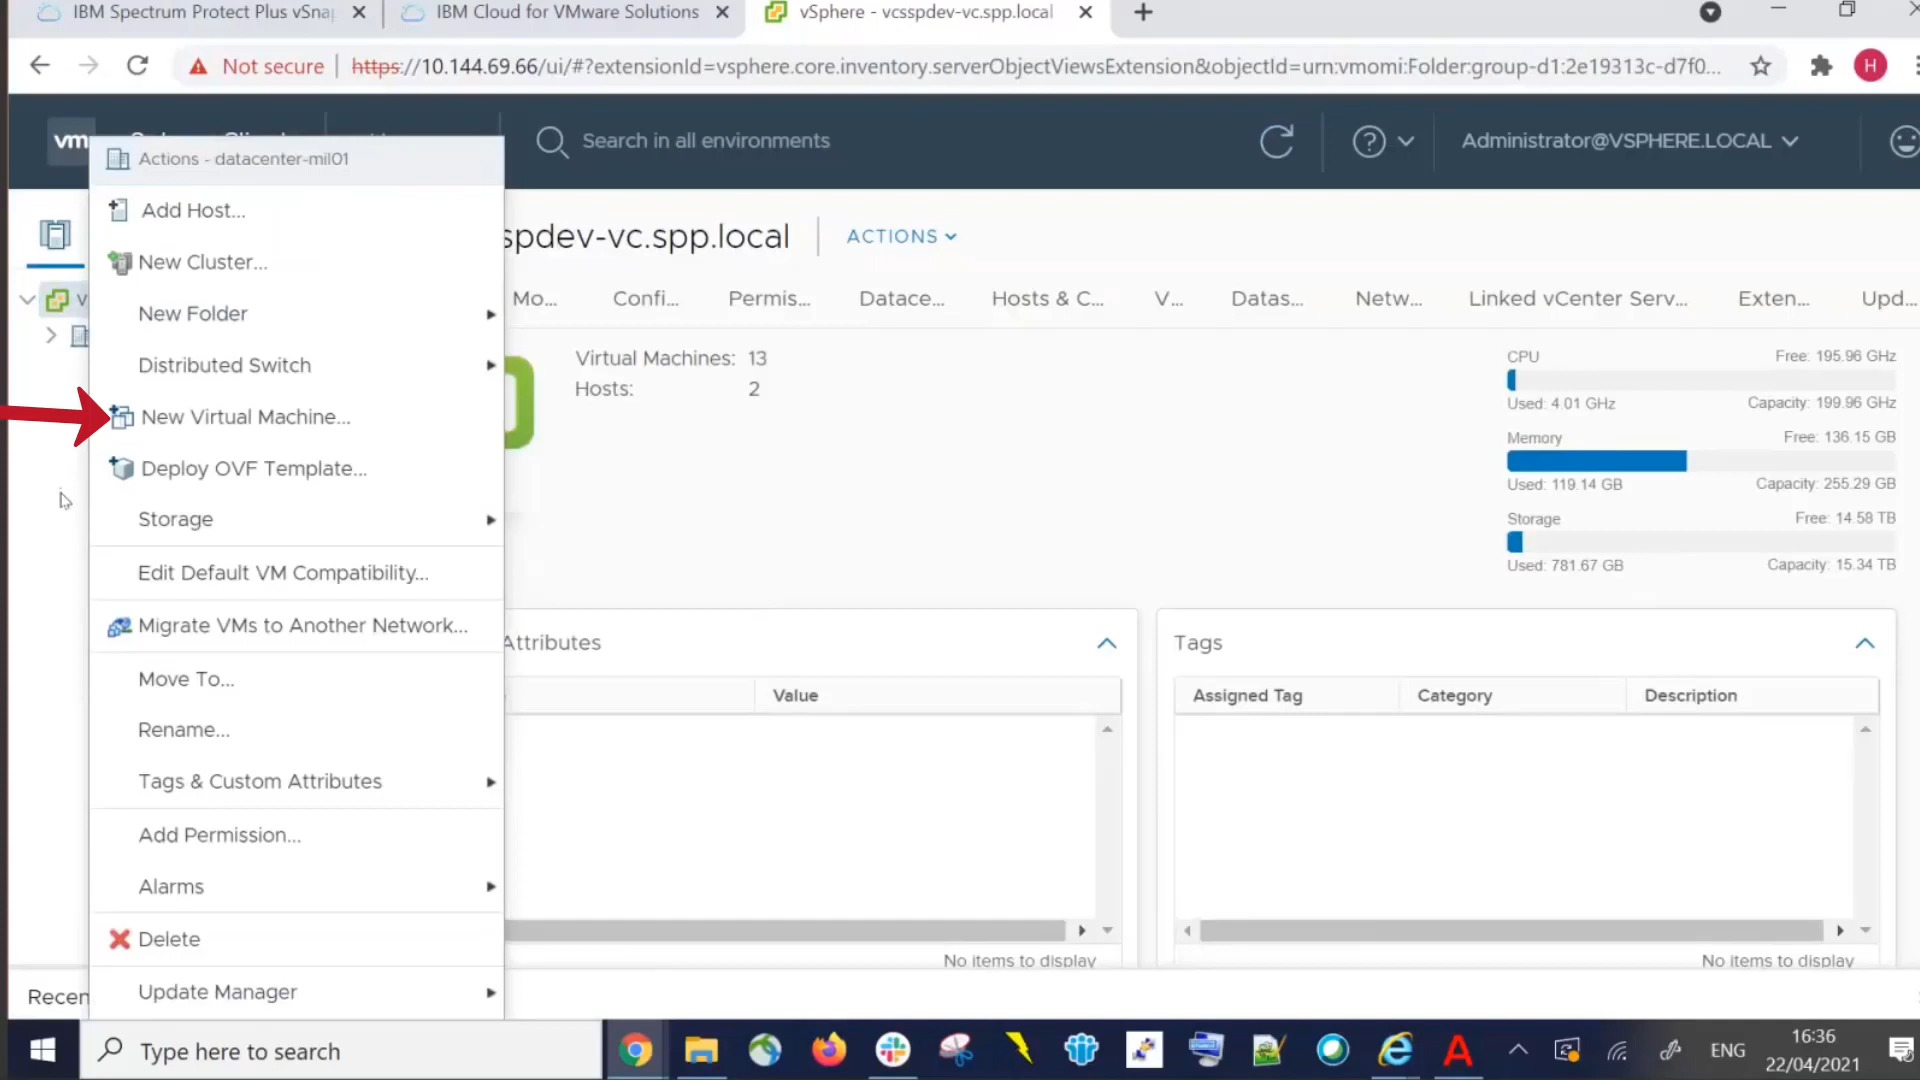 IBM Spectrum Protect Plus vSna
IBM Cloud for VMware Solutions
vSphere - vcsspdev-vc.spp.local
Not secure
https://10.144.69.66/ui/#?extensionId=vsphere.core.inventory.serverObjectViewsExtension&objectId=urn:vmomi:Folder:group-d1:2e19313c-d7f0...
H
vm
Search in all environments
Administrator@VSPHERE.LOCAL
Actions - datacenter-mil01
Add Host...
New Cluster...
New Folder
Distributed Switch
New Virtual Machine...
Deploy OVF Template...
Storage
Edit Default VM Compatibility...
Migrate VMs to Another Network...
Move To...
Rename...
Tags & Custom Attributes
Add Permission...
Alarms
Delete
Update Manager
v
spdev-vc.spp.local
ACTIONS
Mo...
Confi...
Permis...
Datace...
Hosts & C...
V...
Datas...
Netw...
Linked vCenter Serv...
Exten...
Upd...
Virtual Machines: 13
Hosts: 2
CPU
Free: 195.96 GHz
Used: 4.01 GHz
Capacity: 199.96 GHz
Memory
Free: 136.15 GB
Used: 119.14 GB
Capacity: 255.29 GB
Storage
Free: 14.58 TB
Used: 781.67 GB
Capacity: 15.34 TB
Attributes
Value
No items to display
Tags
Assigned Tag
Category
Description
No items to display
Recen
Type here to search
ENG
16:36
22/04/2021